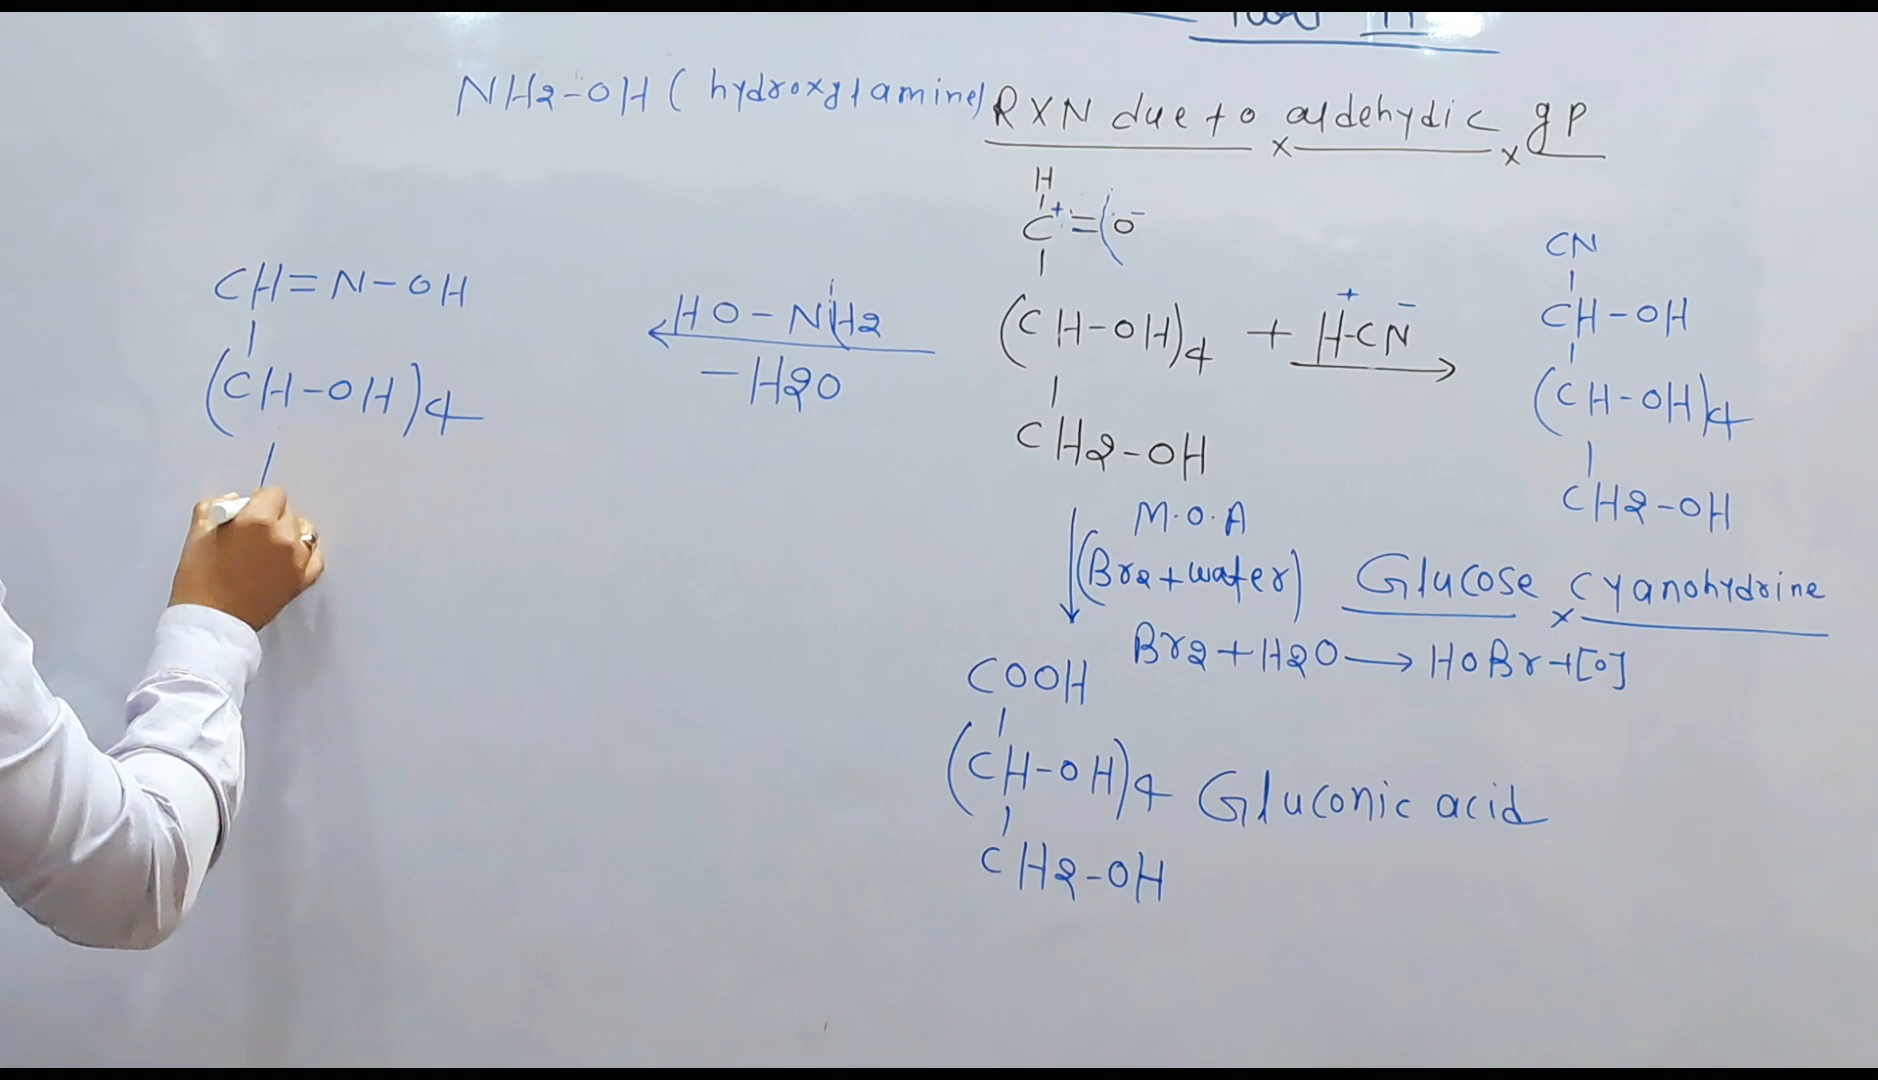 NH2-OH (hydroxylamine)
RXN due to aldehydic gp
H
C+=O-
(CH-OH)4
CH2-OH
+ H+-CN-
CN
CH-OH
(CH-OH)4
CH2-OH
Glucose cyanohydrine
HO-NH2
-H2O
CH=N-OH
(CH-OH)4
M.O.A
(Br2+water)
Br2+H2O→HOBr+[O]
COOH
(CH-OH)4
CH2-OH
Gluconic acid